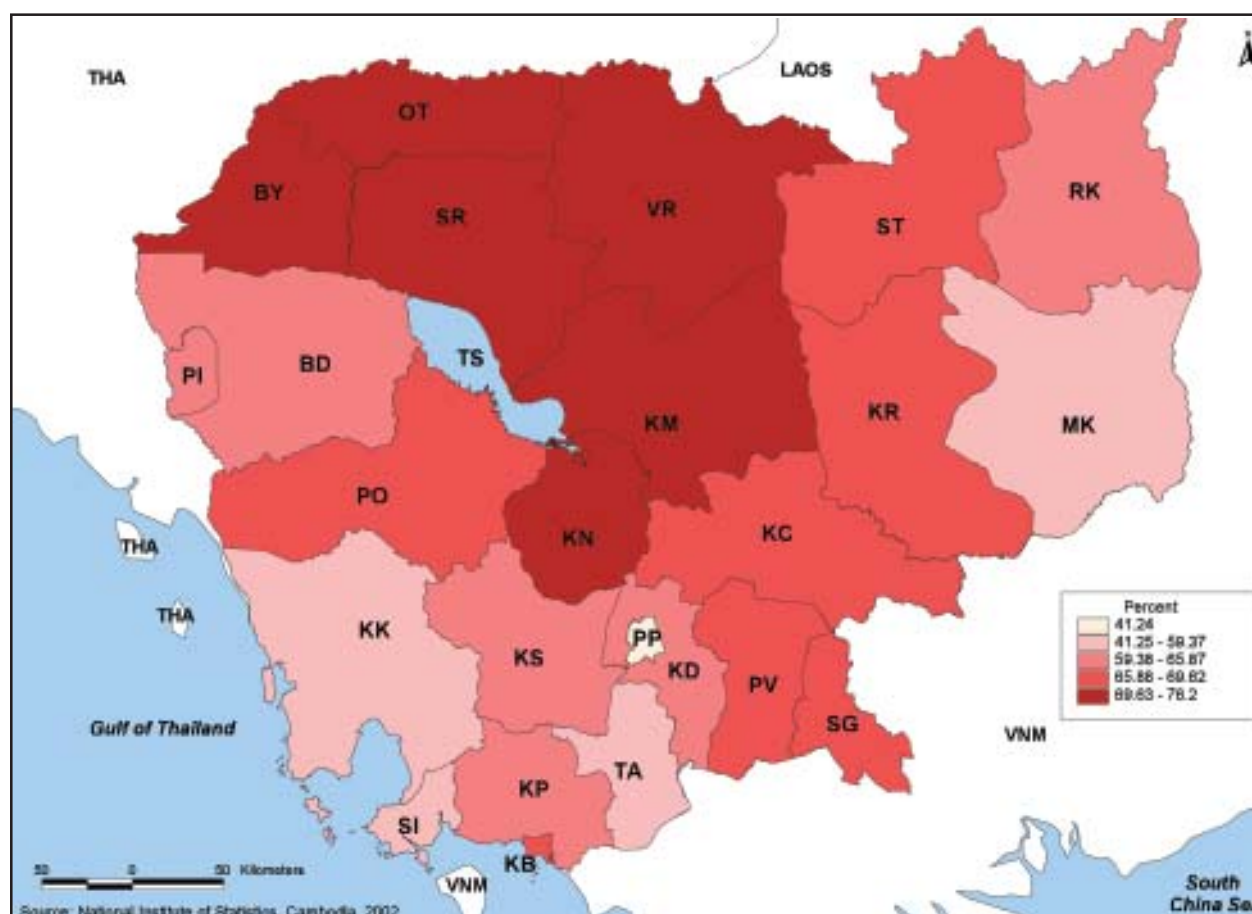 THA
LAOS
OT
BY
SR
VR
ST
RK
PI
BD
TS
KM
KR
MK
PO
KN
KC
THA
THA
KK
KS
PP
KD
PV
SG
TA
KP
SI
KB
VNM
VNM
Gulf of Thailand
South
China Se
Percent
41.24
41.25 - 59.37
59.38 - 65.87
65.88 - 69.62
69.63 - 76.2
50 0 50 Kilometers
Source: National Institute of Statistics, Cambodia, 2002